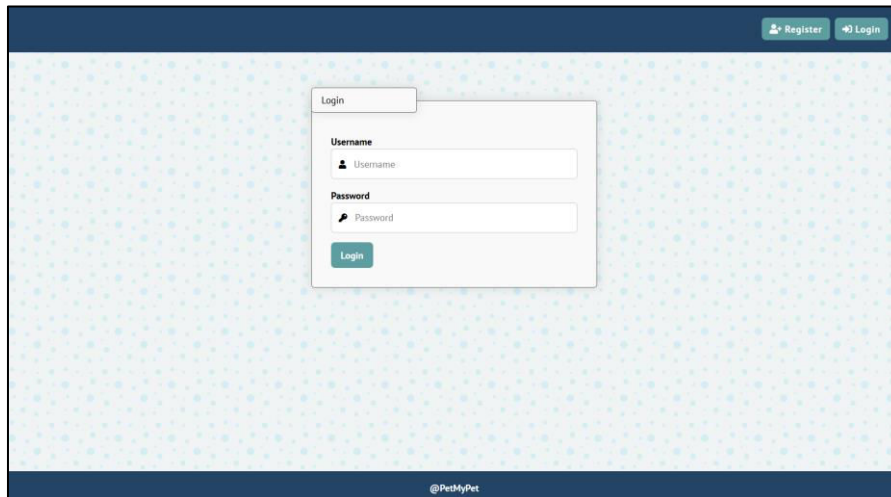 Register Login
Login
Username
Username
Password
Password
Login
@PetMyPet